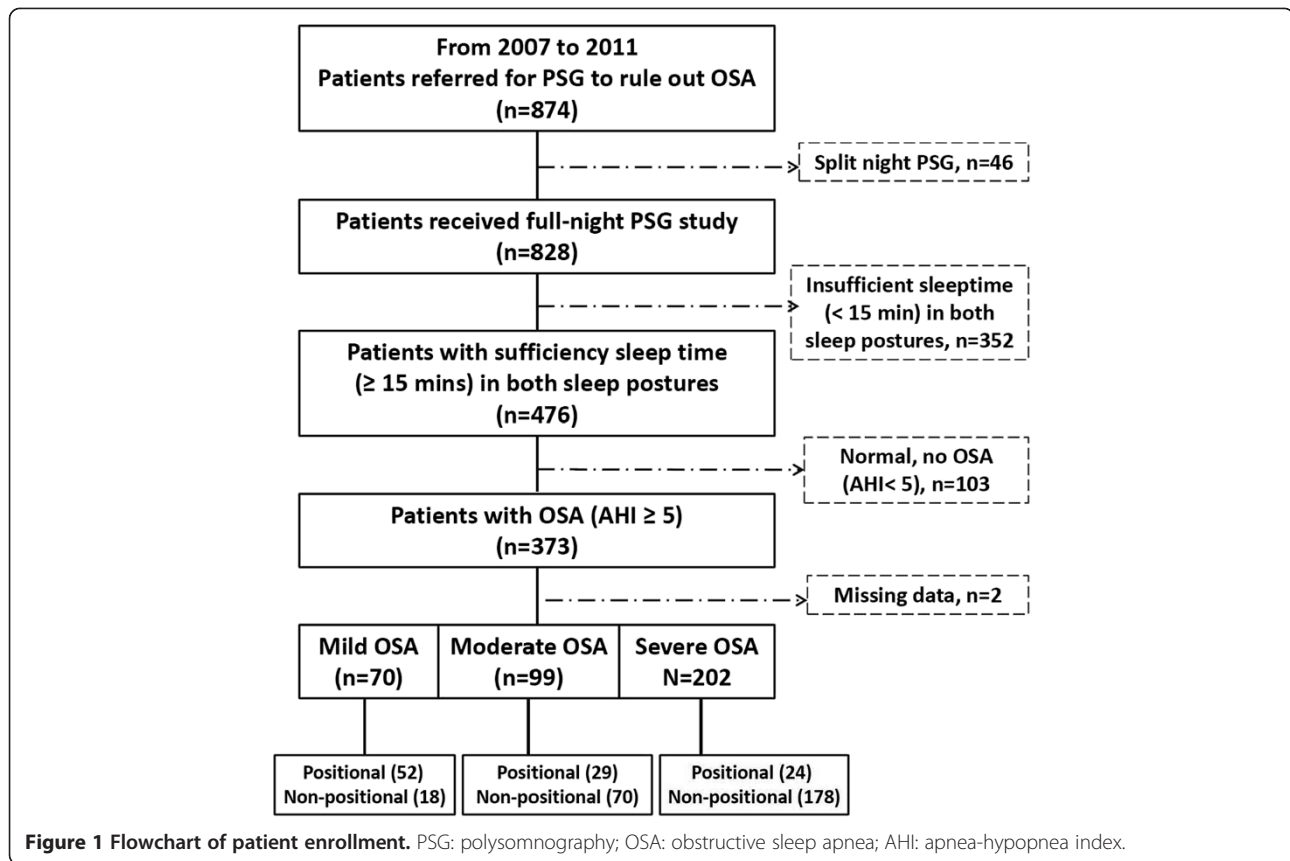 From 2007 to 2011
Patients referred for PSG to rule out OSA
(n=874)
Split night PSG, n=46
Patients received full-night PSG study
(n=828)
Insufficient sleeptime
(< 15 min) in both
sleep postures, n=352
Patients with sufficiency sleep time
(≥ 15 mins) in both sleep postures
(n=476)
Normal, no OSA
(AHI< 5), n=103
Patients with OSA (AHI ≥ 5)
(n=373)
Missing data, n=2
Mild OSA
(n=70)
Moderate OSA
(n=99)
Severe OSA
N=202
Positional (52)
Non-positional (18)
Positional (29)
Non-positional (70)
Positional (24)
Non-positional (178)
Figure 1 Flowchart of patient enrollment. PSG: polysomnography; OSA: obstructive sleep apnea; AHI: apnea-hypopnea index.